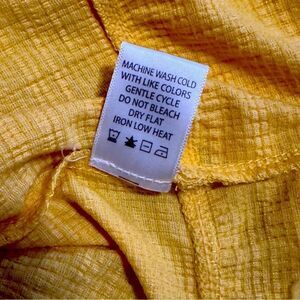 MACHINE WASH COLD
WITH LIKE COLORS
GENTLE CYCLE
DO NOT BLEACH
DRY FLAT
IRON LOW HEAT